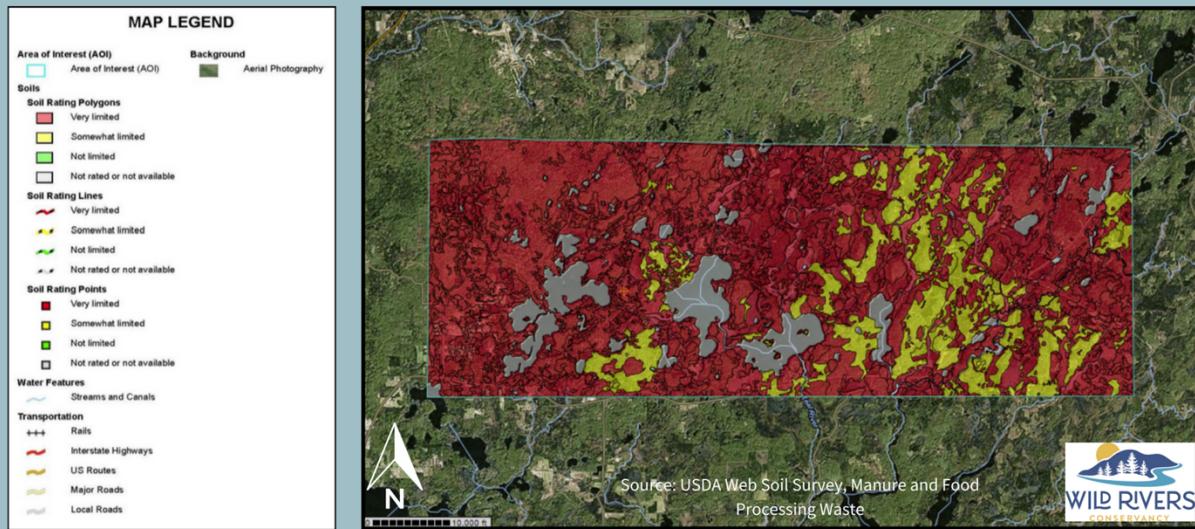 MAP LEGEND
Area of Interest (AOI)
Area of Interest (AOI)
Soils
Soil Rating Polygons
Very limited
Somewhat limited
Not limited
Not rated or not available
Soil Rating Lines
Very limited
Somewhat limited
Not limited
Not rated or not available
Soil Rating Points
Very limited
Somewhat limited
Not limited
Not rated or not available
Water Features
Streams and Canals
Transportation
Rails
Interstate Highways
US Routes
Major Roads
Local Roads
Background
Aerial Photography
N
0 10,000 ft
Source: USDA Web Soil Survey, Manure and Food
Processing Waste
WILD RIVERS
CONSERVANCY